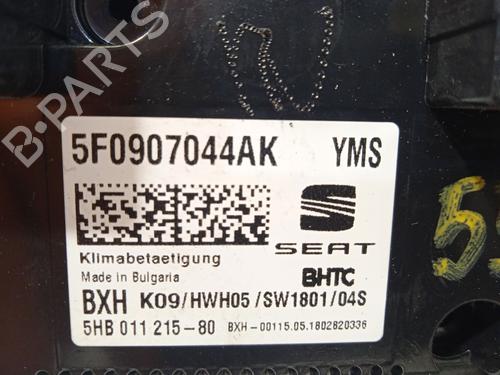 5F0907044AK YMS
SEAT
Klimabetaetigung
Made in Bulgaria
BHTC
BXH K09/HWH05/SW1801/04S
5HB 011 215-80 BXH-00115.05.1802820336
B-PARTS